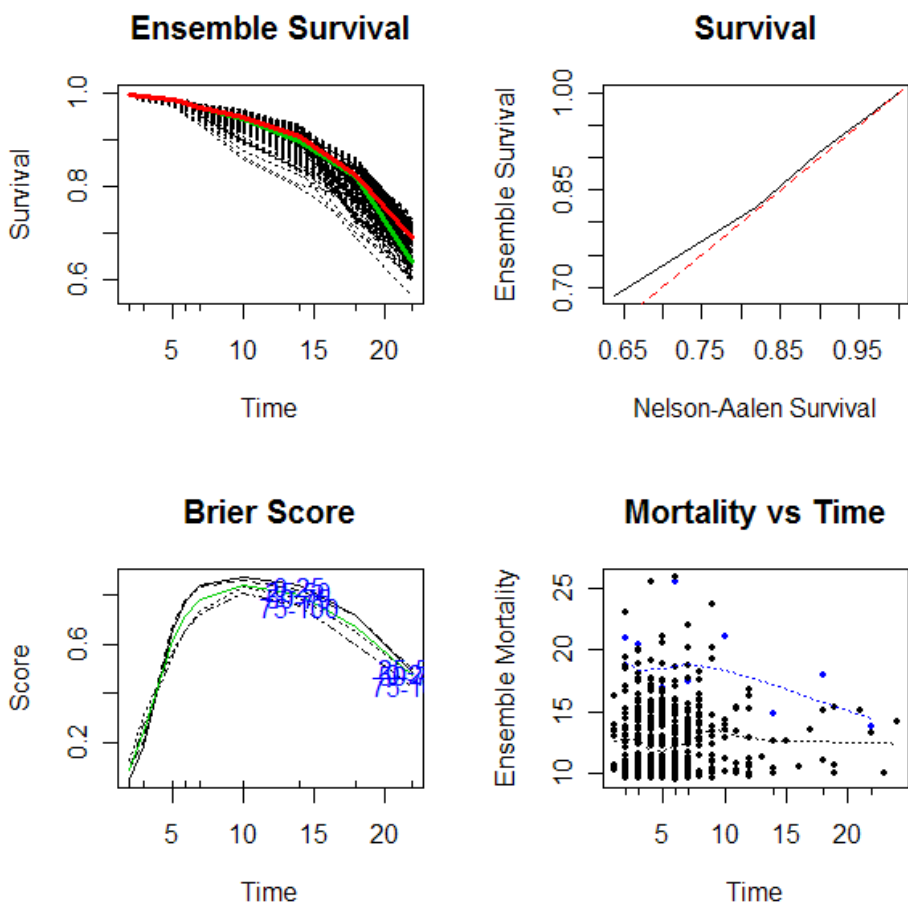 Ensemble Survival
Survival
1.0
0.8
0.6
5 10 15 20
Time
Survival
Ensemble Survival
1.00
0.85
0.70
0.65 0.75 0.85 0.95
Nelson-Aalen Survival
Brier Score
Score
0.6
0.2
0-25
75-100
5 10 15 20
Time
Mortality vs Time
Ensemble Mortality
25
20
15
10
5 10 15 20
Time